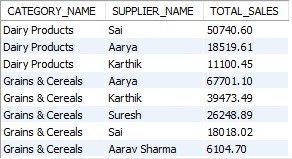 CATEGORY_NAME SUPPLIER_NAME TOTAL_SALES
Dairy Products Sai 50740.60
Dairy Products Aarya 18519.61
Dairy Products Karthik 11100.45
Grains & Cereals Aarya 67701.10
Grains & Cereals Karthik 39473.49
Grains & Cereals Suresh 26248.89
Grains & Cereals Sai 18018.02
Grains & Cereals Aarav Sharma 6104.70